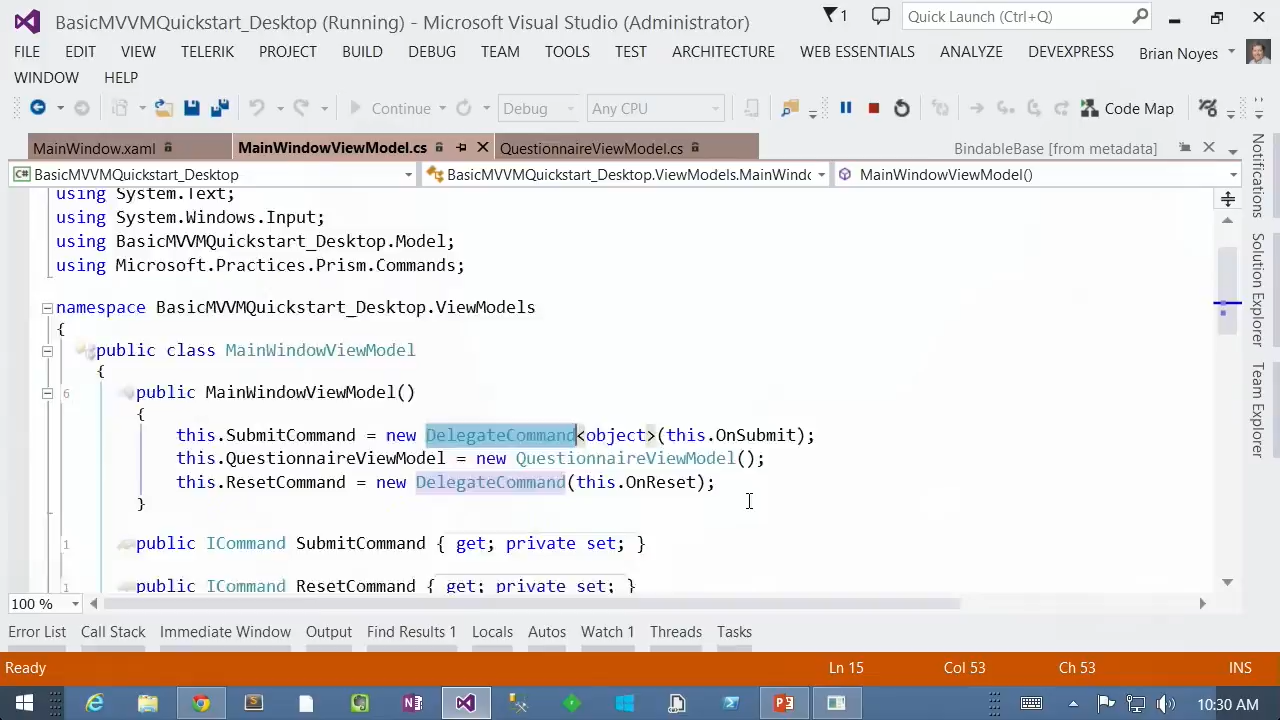 BasicMVVMQuickstart_Desktop (Running) - Microsoft Visual Studio (Administrator)
1
Quick Launch (Ctrl+Q)
FILE EDIT VIEW TELERIK PROJECT BUILD DEBUG TEAM TOOLS TEST ARCHITECTURE WEB ESSENTIALS ANALYZE DEVEXPRESS Brian Noyes
WINDOW HELP
Continue Debug Any CPU Code Map
MainWindow.xaml MainWindowViewModel.cs QuestionnaireViewModel.cs BindableBase [from metadata]
BasicMVVMQuickstart_Desktop BasicMVVMQuickstart_Desktop.ViewModels.MainWindo MainWindowViewModel()
using System.Text;
using System.Windows.Input;
using BasicMVVMQuickstart_Desktop.Model;
using Microsoft.Practices.Prism.Commands;
namespace BasicMVVMQuickstart_Desktop.ViewModels
{
public class MainWindowViewModel
{
6 public MainWindowViewModel()
{
this.SubmitCommand = new DelegateCommand<object>(this.OnSubmit);
this.QuestionnaireViewModel = new QuestionnaireViewModel();
this.ResetCommand = new DelegateCommand(this.OnReset);
}
1 public ICommand SubmitCommand { get; private set; }
1 public ICommand ResetCommand { get; private set; }
Notifications
Solution Explorer
Team Explorer
100 %
Error List Call Stack Immediate Window Output Find Results 1 Locals Autos Watch 1 Threads Tasks
Ready Ln 15 Col 53 Ch 53 INS
10:30 AM